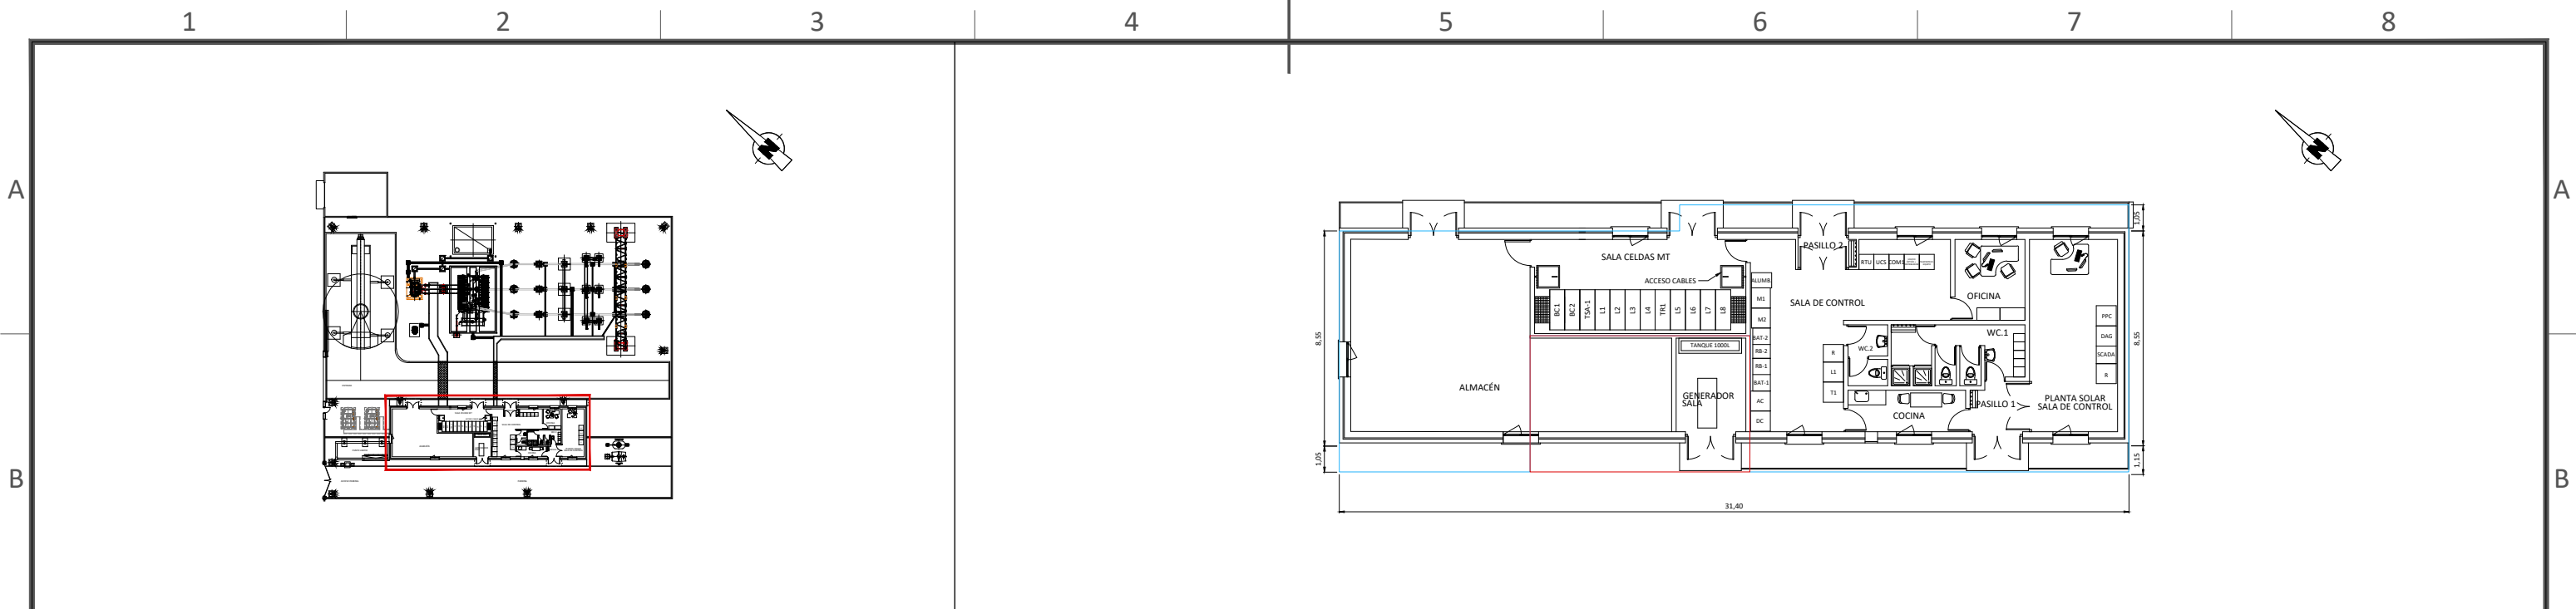 1 2 3 4 5 6 7 8
A
A
B
B
N
N
1,05
8,55
1,05
8,55
1,15
31,40
PASILLO 2
SALA CELDAS MT
ACCESO CABLES
BC1
BC2
TSA-1
L1
L2
L3
L4
TR1
L5
L6
L7
L8
ALUMB.
M1
M2
BAT-2
RB-2
RB-1
BAT-1
AC
DC
RTU
UCS
COM1
SALA DE CONTROL
OFICINA
WC.1
WC.2
R
L1
T1
PPC
DAG
SCADA
R
TANQUE 1000L
ALMACÉN
GENERADOR
SALA
COCINA
PASILLO 1
PLANTA SOLAR
SALA DE CONTROL